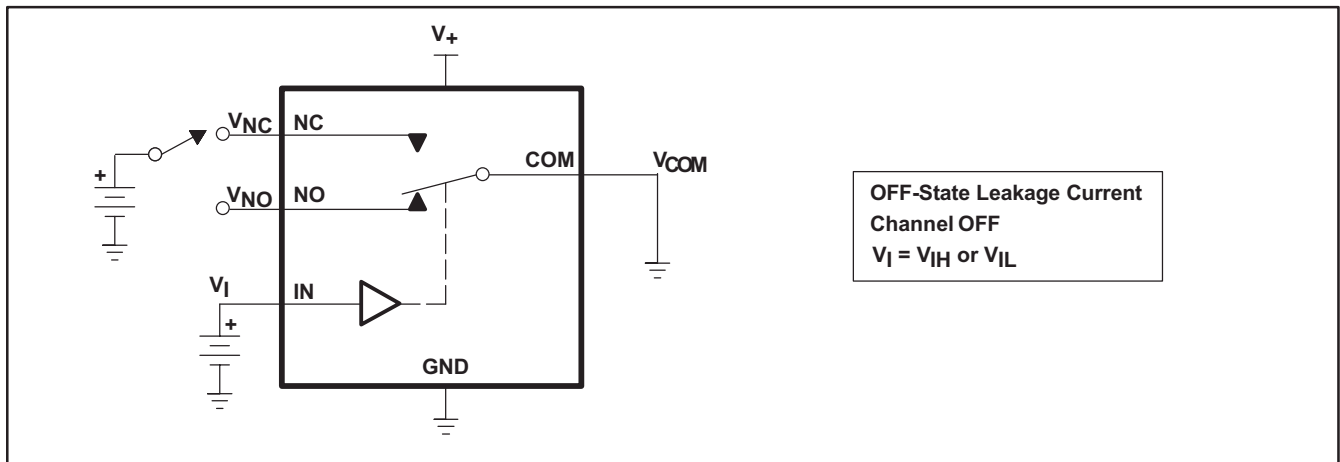 V+
VNC NC
+
COM VCOM
VNO NO
VI IN
+
GND
OFF-State Leakage Current
Channel OFF
VI = VIH or VIL